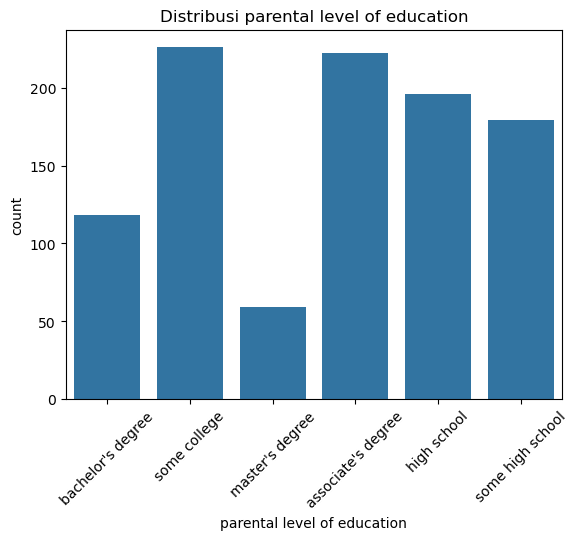 Distribusi parental level of education
count
200
150
100
50
0
bachelor's degree
some college
master's degree
associate's degree
high school
some high school
parental level of education